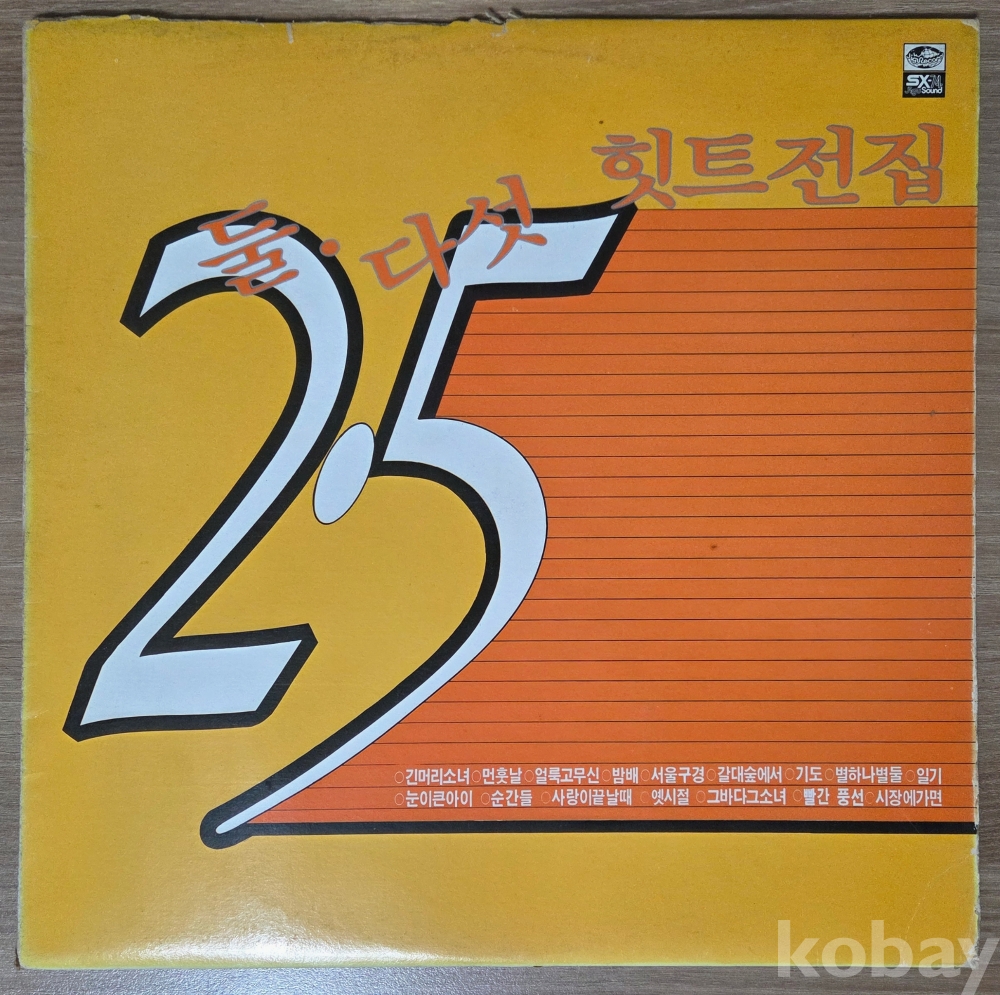 SX-74
Sound
둘·다섯 힛트전집
2.5
○긴머리소녀○먼훗날○얼룩고무신○밤배○서울구경○갈대숲에서○기도○별하나별둘○일기
○눈이큰아이○순간들○사랑이끝날때○옛시절○그바다그소녀○빨간 풍선○시장에가면
kobay